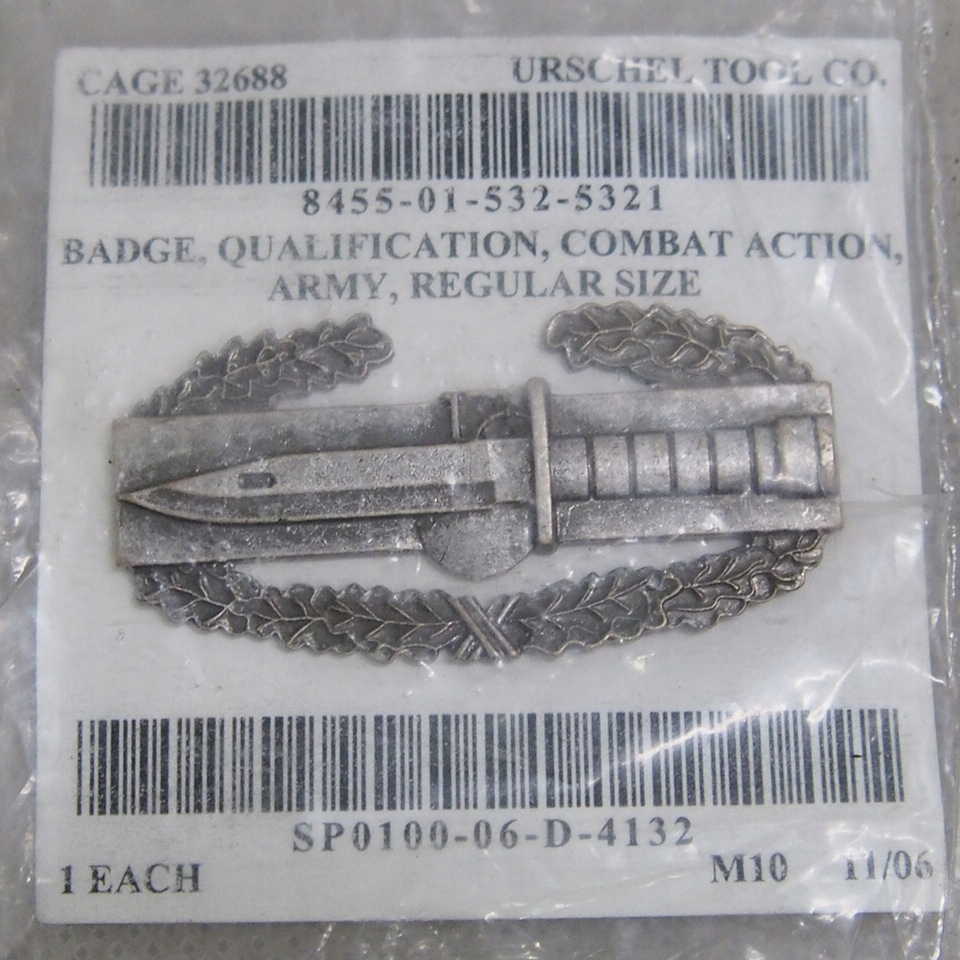 CAGE 32688 URSCHEL TOOL CO.
8455-01-532-5321
BADGE, QUALIFICATION, COMBAT ACTION,
ARMY, REGULAR SIZE
SP0100-06-D-4132
1 EACH M10 11/06